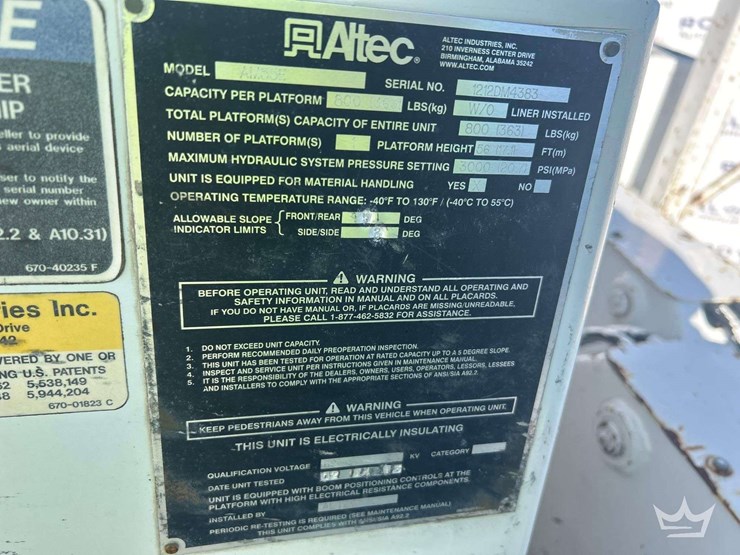 E
ER
IP
eller to provide
s aerial device
user to notify the
serial number
new owner within
2.2 & A10.31)
670-40235 F
ries Inc.
Drive
42
OVERED BY ONE OR
NG U.S. PATENTS
62 5,638,149
68 5,944,204
670-01823 C
Altec
ALTEC INDUSTRIES, INC.
210 INVERNESS CENTER DRIVE
BIRMINGHAM, ALABAMA 35242
WWW.ALTEC.COM
MODEL
SERIAL NO. 1212DM4383
CAPACITY PER PLATFORM 800 LBS(kg) W/O LINER INSTALLED
TOTAL PLATFORM(S) CAPACITY OF ENTIRE UNIT 800 (363) LBS(kg)
NUMBER OF PLATFORM(S) PLATFORM HEIGHT FT(m)
MAXIMUM HYDRAULIC SYSTEM PRESSURE SETTING 3000 PSI(MPa)
UNIT IS EQUIPPED FOR MATERIAL HANDLING YES NO
OPERATING TEMPERATURE RANGE: -40°F TO 130°F / (-40°C TO 55°C)
ALLOWABLE SLOPE INDICATOR LIMITS
FRONT/REAR DEG
SIDE/SIDE DEG
WARNING
BEFORE OPERATING UNIT, READ AND UNDERSTAND ALL OPERATING AND
SAFETY INFORMATION IN MANUAL AND ON ALL PLACARDS.
IF YOU DO NOT HAVE MANUAL OR, IF PLACARDS ARE MISSING/UNREADABLE,
PLEASE CALL 1-877-462-5832 FOR ASSISTANCE.
1. DO NOT EXCEED UNIT CAPACITY.
2. PERFORM RECOMMENDED DAILY PREOPERATION INSPECTION.
3. THIS UNIT HAS BEEN TESTED FOR OPERATION AT RATED CAPACITY UP TO A 5 DEGREE SLOPE.
4. INSPECT AND SERVICE UNIT PER INSTRUCTIONS GIVEN IN MAINTENANCE MANUAL.
5. IT IS THE RESPONSIBILITY OF THE DEALERS, OWNERS, USERS, OPERATORS, LESSORS, LESSEES
AND INSTALLERS TO COMPLY WITH THE APPROPRIATE SECTIONS OF ANSI/SIA A92.2.
WARNING
KEEP PEDESTRIANS AWAY FROM THIS VEHICLE WHEN OPERATING UNIT.
THIS UNIT IS ELECTRICALLY INSULATING
QUALIFICATION VOLTAGE KV CATEGORY
DATE UNIT TESTED
UNIT IS EQUIPPED WITH BOOM POSITIONING CONTROLS AT THE
PLATFORM WITH HIGH ELECTRICAL RESISTANCE COMPONENTS.
INSTALLED BY
PERIODIC RE-TESTING IS REQUIRED (SEE MAINTENANCE MANUAL)
THIS UNIT COMPLIES WITH ANSI/SIA A92.2